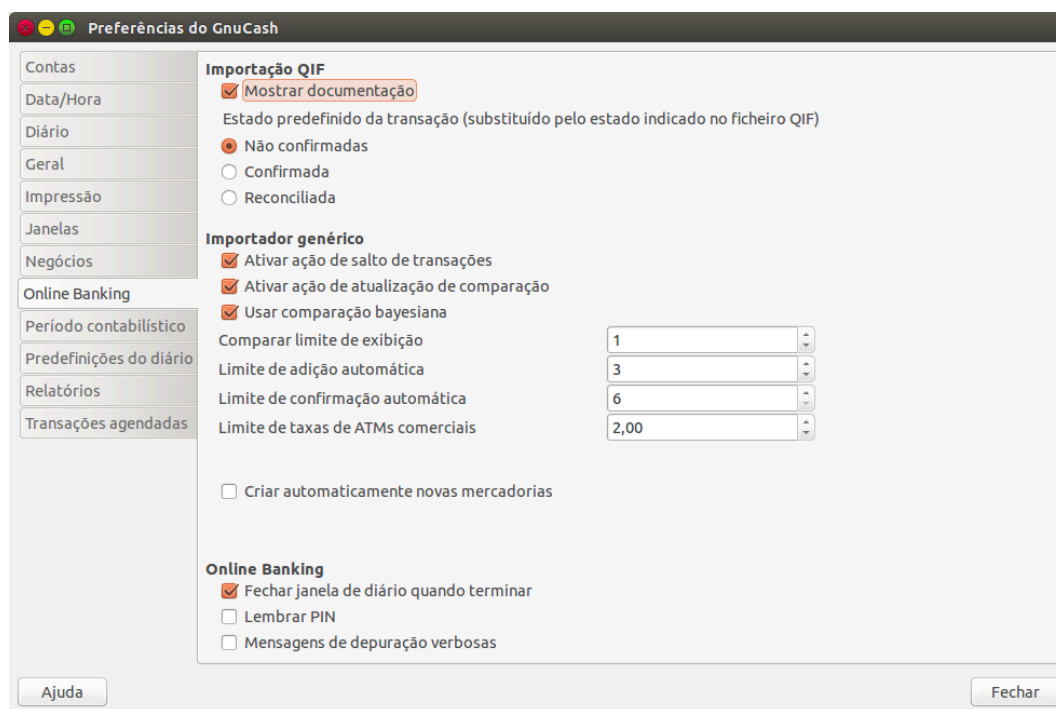 Preferências do GnuCash
Contas
Data/Hora
Diário
Geral
Impressão
Janelas
Negócios
Online Banking
Período contabilístico
Predefinições do diário
Relatórios
Transações agendadas
Importação QIF
Mostrar documentação
Estado predefinido da transação (substituído pelo estado indicado no ficheiro QIF)
Não confirmadas
Confirmada
Reconciliada
Importador genérico
Ativar ação de salto de transações
Ativar ação de atualização de comparação
Usar comparação bayesiana
Comparar limite de exibição 1
Limite de adição automática 3
Limite de confirmação automática 6
Limite de taxas de ATMs comerciais 2,00
Criar automaticamente novas mercadorias
Online Banking
Fechar janela de diário quando terminar
Lembrar PIN
Mensagens de depuração verbosas
Ajuda Fechar